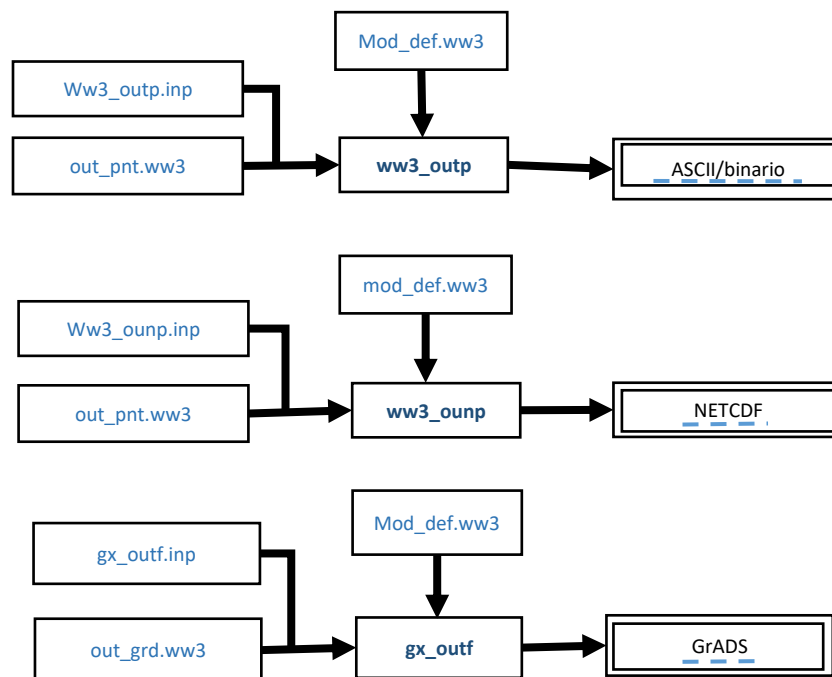 Mod_def.ww3
Ww3_outp.inp
out_pnt.ww3
ww3_outp
ASCII/binario
mod_def.ww3
Ww3_ounp.inp
out_pnt.ww3
ww3_ounp
NETCDF
Mod_def.ww3
gx_outf.inp
out_grd.ww3
gx_outf
GrADS